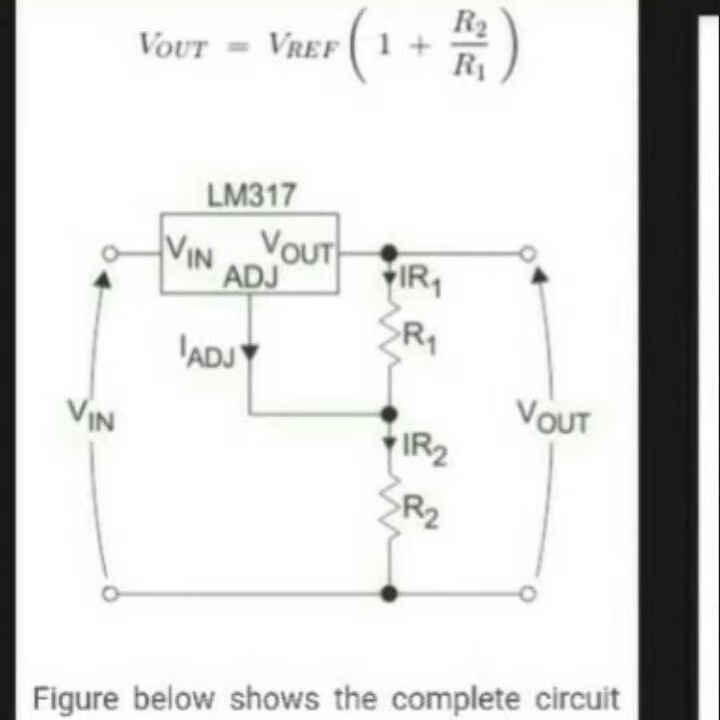 VOUT = VREF ( 1 + R2 / R1 )
LM317
VIN VOUT
ADJ
IR1
R1
IADJ
VIN
VOUT
IR2
R2
Figure below shows the complete circuit